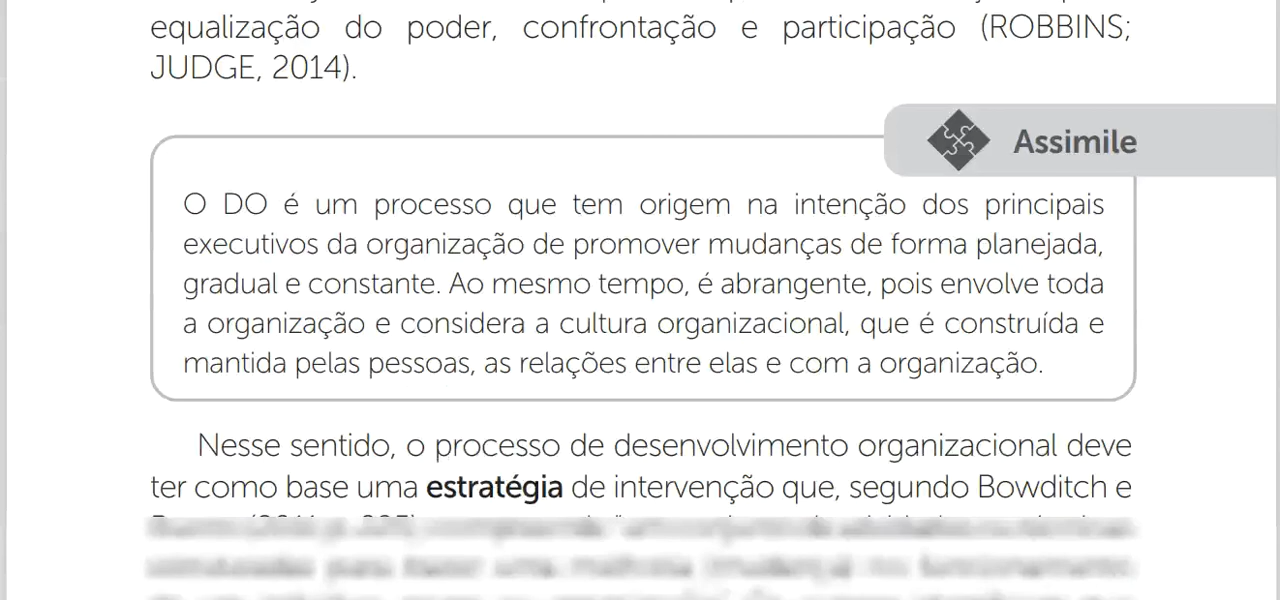 equalização do poder, confrontação e participação (ROBBINS;
JUDGE, 2014).
Assimile
O DO é um processo que tem origem na intenção dos principais
executivos da organização de promover mudanças de forma planejada,
gradual e constante. Ao mesmo tempo, é abrangente, pois envolve toda
a organização e considera a cultura organizacional, que é construída e
mantida pelas pessoas, as relações entre elas e com a organização.
Nesse sentido, o processo de desenvolvimento organizacional deve
ter como base uma estratégia de intervenção que, segundo Bowditch e